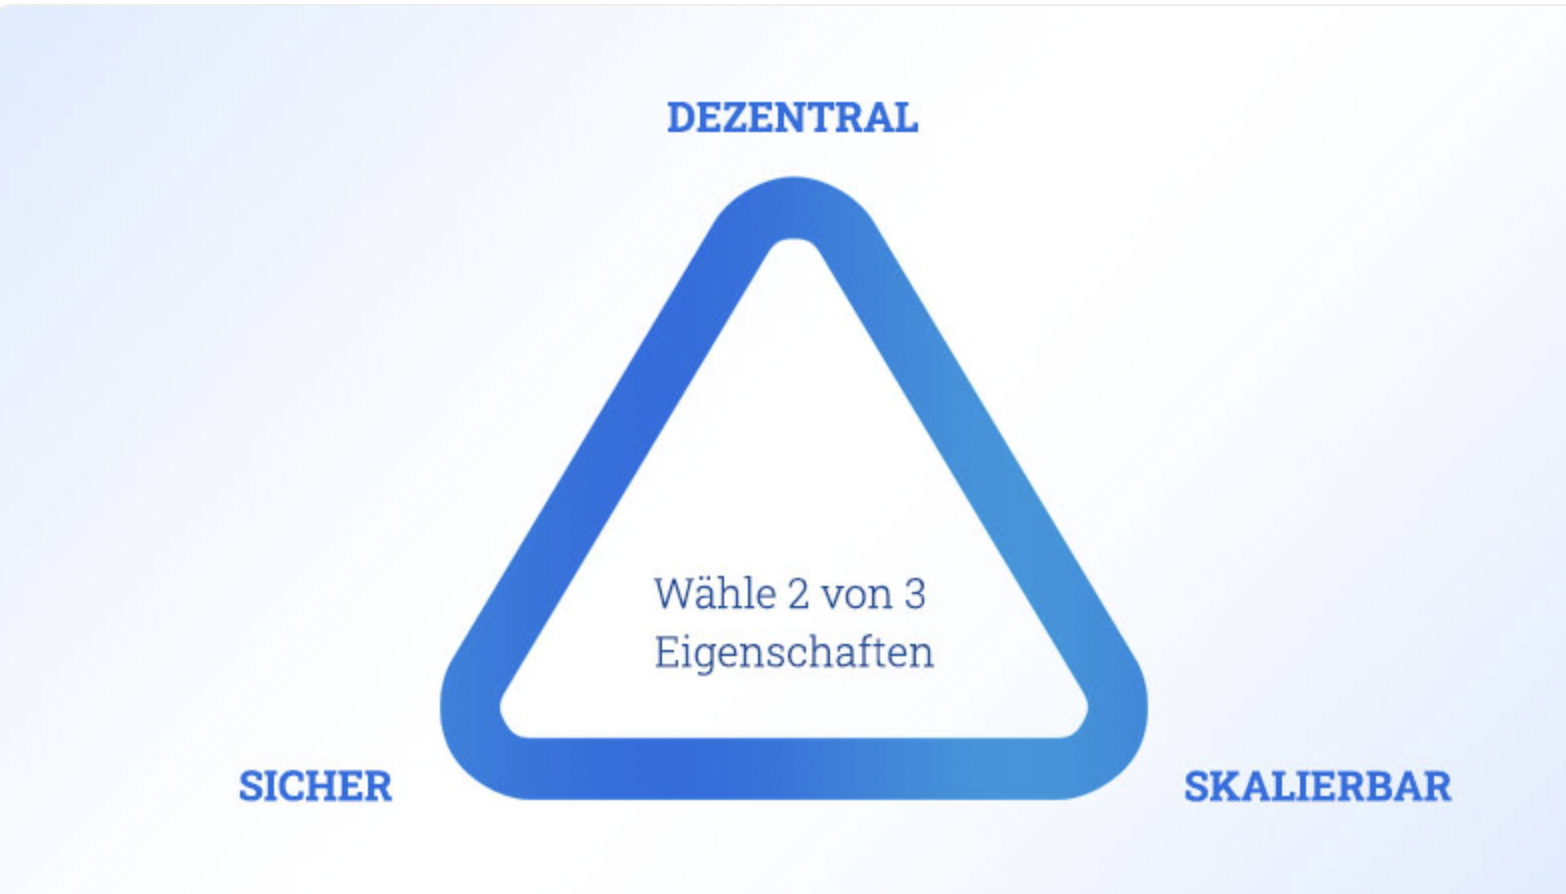 DEZENTRAL
Wähle 2 von 3
Eigenschaften
SICHER
SKALIERBAR